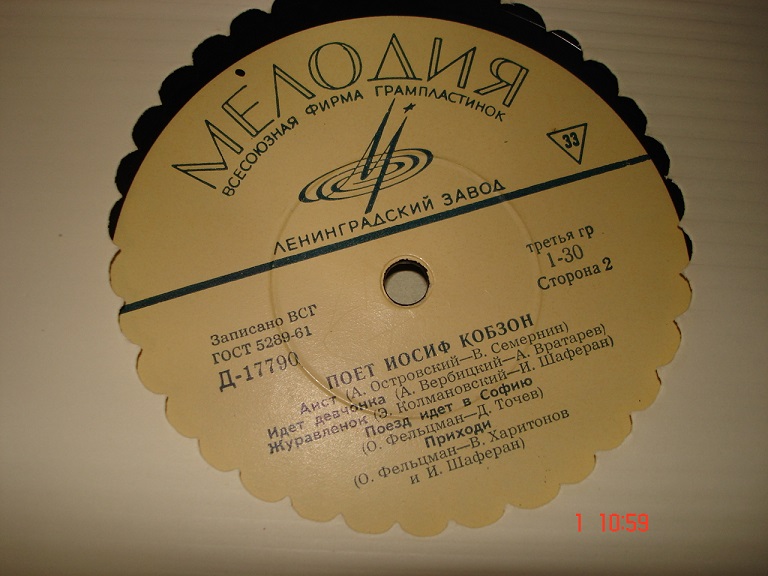 МЕЛОДИЯ
ВСЕСОЮЗНАЯ ФИРМА ГРАМПЛАСТИНОК
33
ЛЕНИНГРАДСКИЙ ЗАВОД
третья гр
1-30
Сторона 2
Записано ВСГ
ГОСТ 5289-61
Д-17790
ПОЕТ ИОСИФ КОБЗОН
Аист (А. Островский—В. Семернин)
Идет девчонка (А. Вербицкий—А. Вратарев)
Журавленок (Э. Колмановский—И. Шаферан)
Поезд идет в Софию
(О. Фельцман—Д. Точев)
Приходи
(О. Фельцман—В. Харитонов
и И. Шаферан)
1 10:59